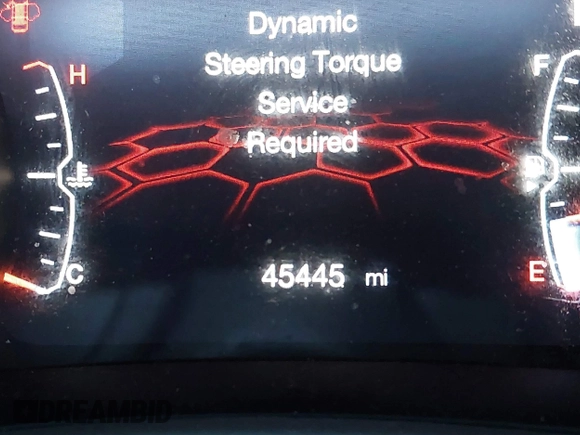 Dynamic
Steering Torque
Service
Required
H
F
C
E
45445 mi
DREAMBID